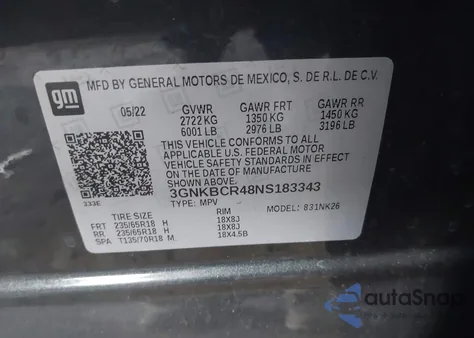 gm
MFD BY GENERAL MOTORS DE MEXICO, S. DE R.L. DE C.V.
05/22 GVWR GAWR FRT GAWR RR
2722 KG 1350 KG 1450 KG
6001 LB 2976 LB 3196 LB
THIS VEHICLE CONFORMS TO ALL
APPLICABLE U.S. FEDERAL MOTOR
VEHICLE SAFETY STANDARDS IN EFFECT ON
THE DATE OF MANUFACTURE SHOWN ABOVE.
333E
3GNKBCR48NS183343
TYPE: MPV MODEL: 831NK26
TIRE SIZE RIM
FRT 235/65R18 H 18X8J
RR 235/65R18 H 18X8J
SP T135/70R18 M 18X4.5B
autoSnap